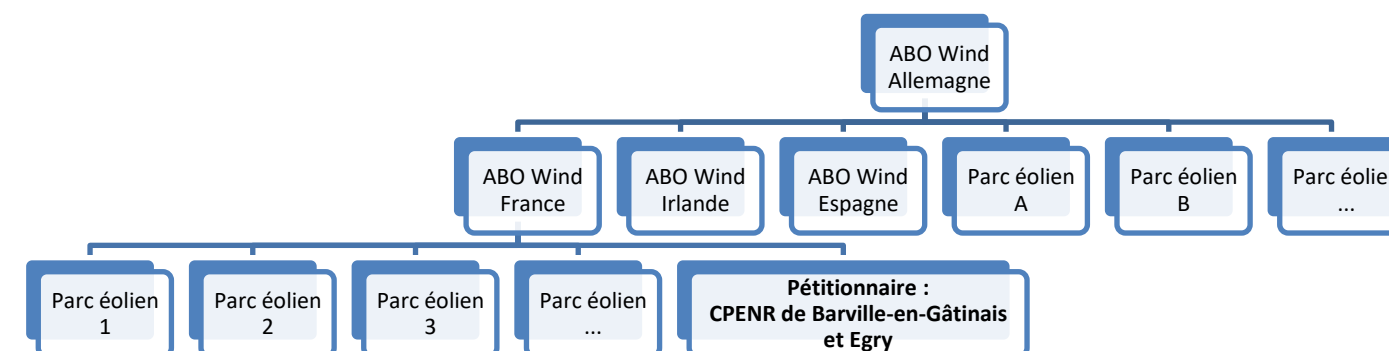 ABO Wind
Allemagne
ABO Wind
France
ABO Wind
Irlande
ABO Wind
Espagne
Parc éolien
A
Parc éolien
B
Parc éolie
...
Parc éolien
1
Parc éolien
2
Parc éolien
3
Parc éolien
...
Pétitionnaire :
CPENR de Barville-en-Gâtinais
et Egry